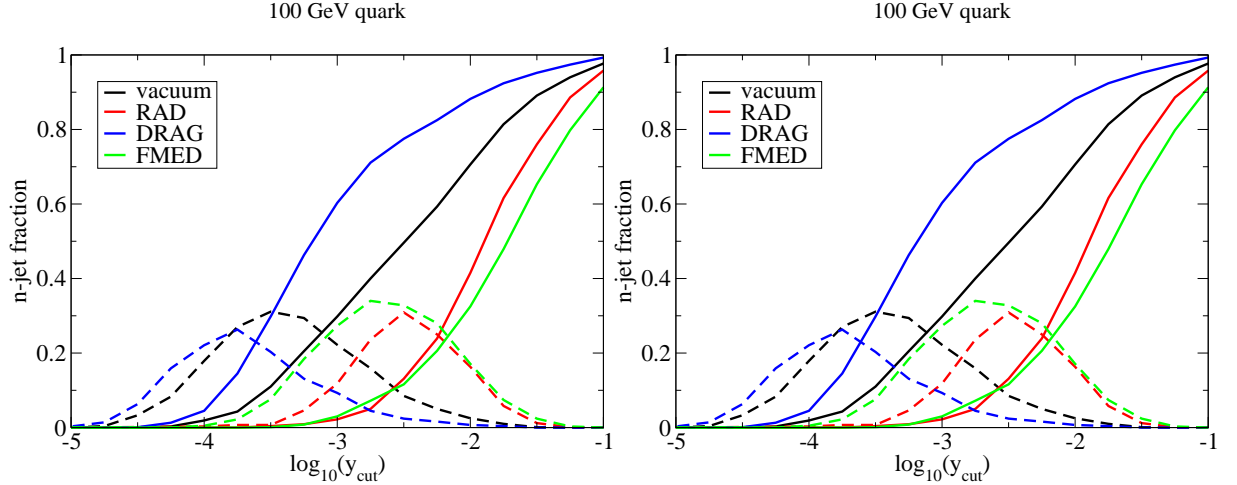 100 GeV quark
1
0.8
0.6
0.4
0.2
0
n-jet fraction
vacuum
RAD
DRAG
FMED
-5 -4 -3 -2 -1
log10(ycut)
100 GeV quark
1
0.8
0.6
0.4
0.2
0
n-jet fraction
vacuum
RAD
DRAG
FMED
-5 -4 -3 -2 -1
log10(ycut)